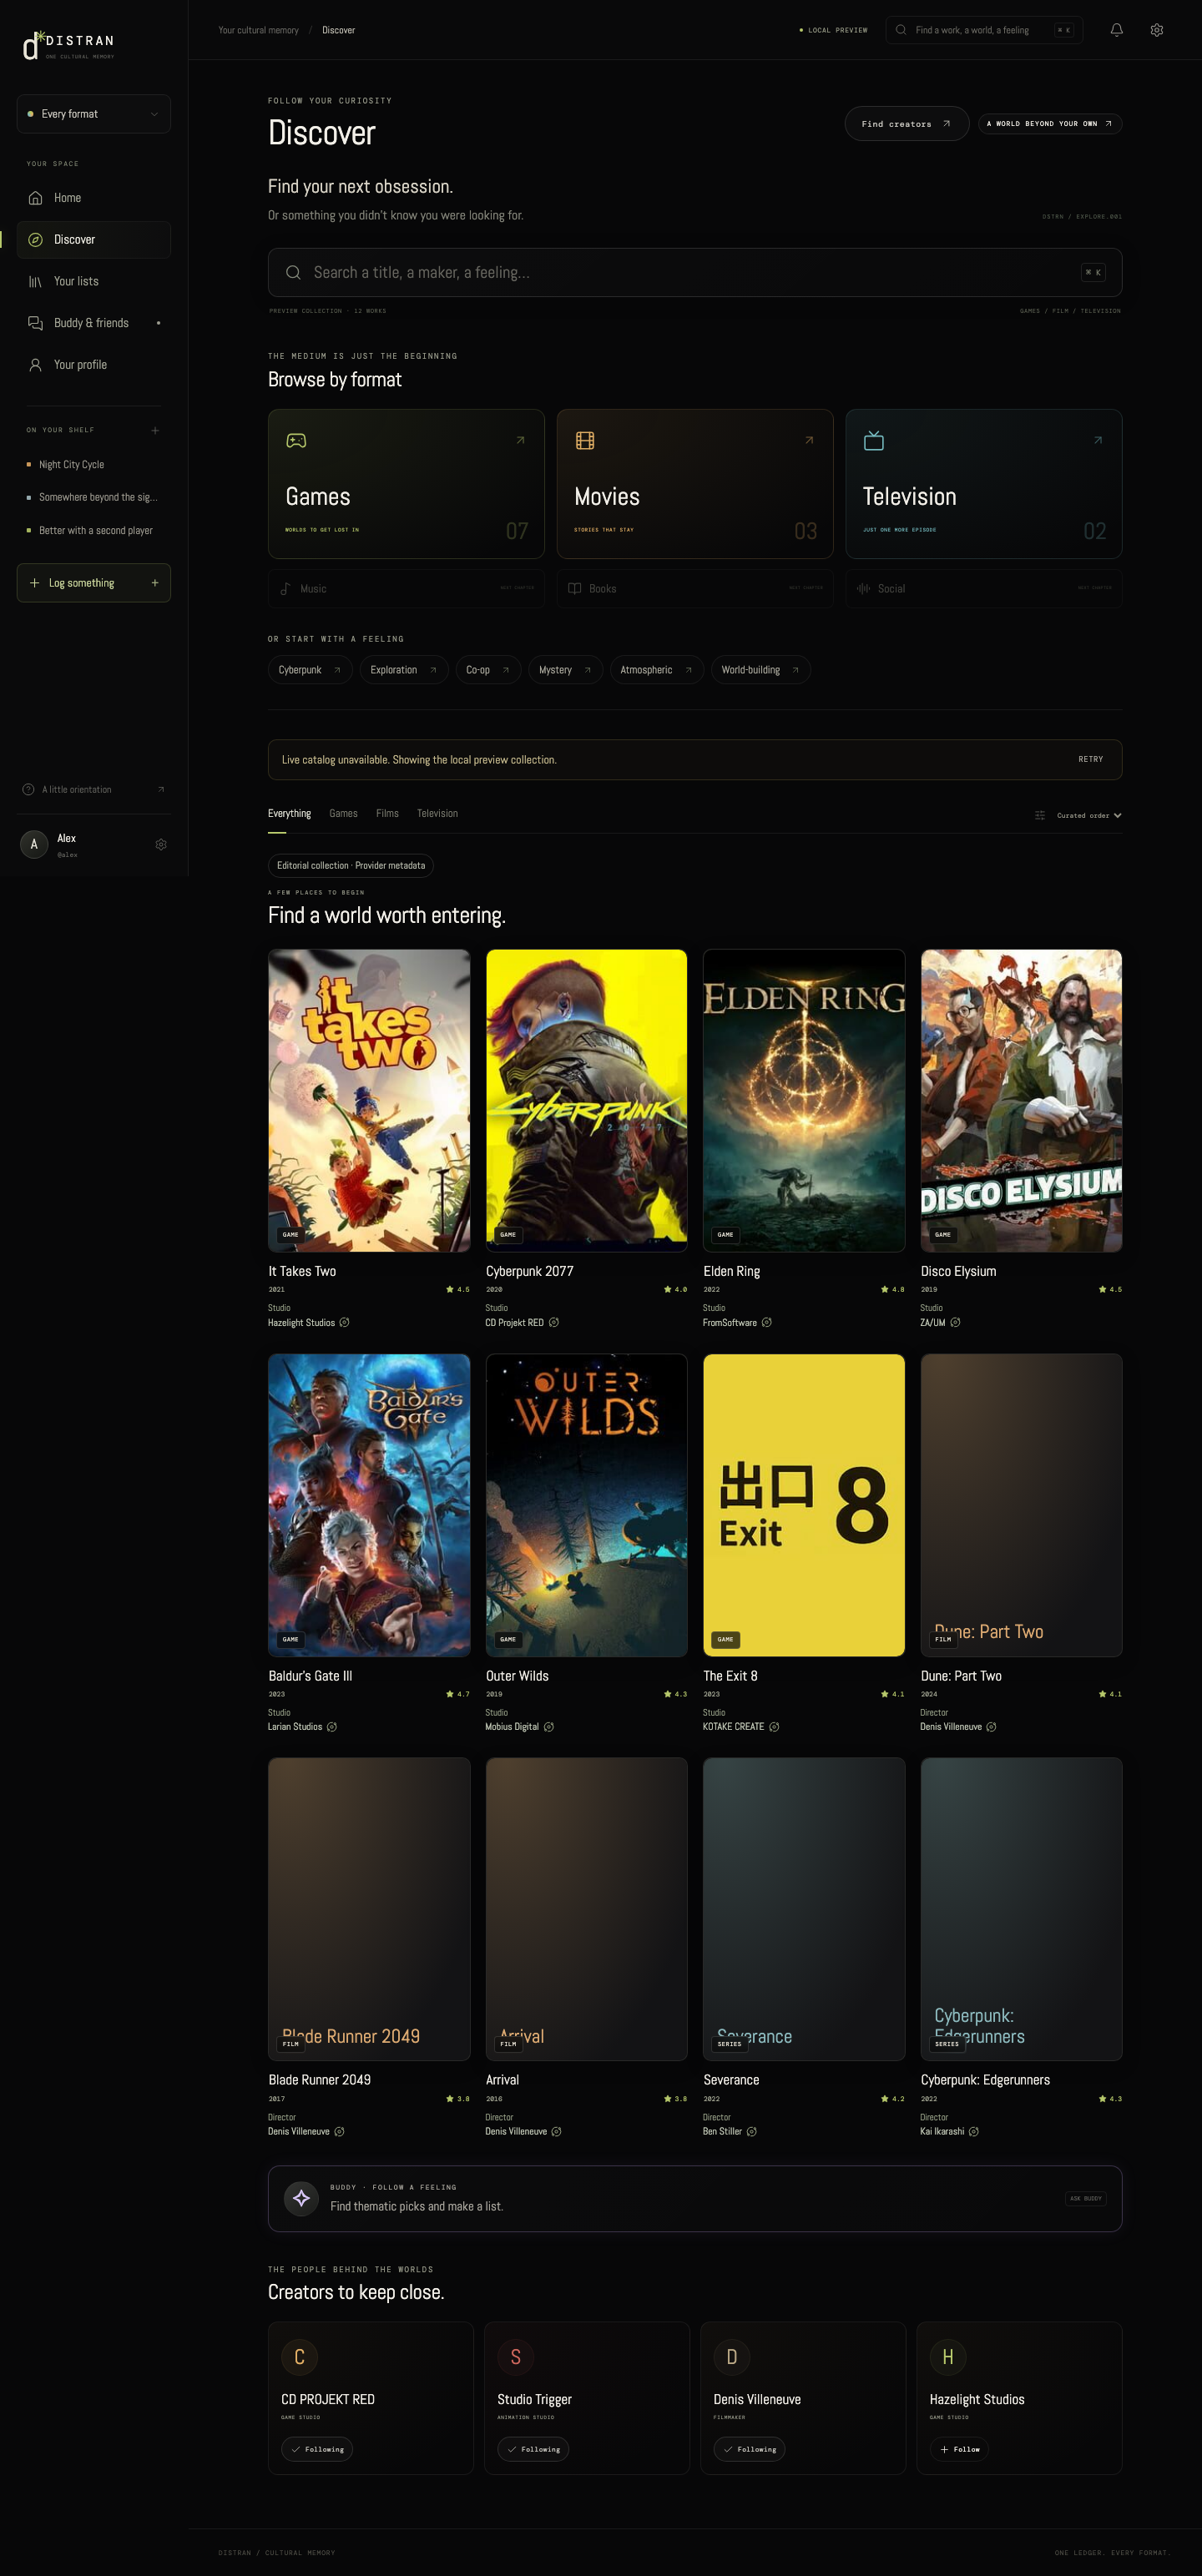 DISTRAN
ONE CULTURAL MEMORY
Every format
YOUR SPACE
Home
Discover
Your lists
Buddy & friends
Your profile
ON YOUR SHELF
Night City Cycle
Somewhere beyond the sig...
Better with a second player
Log something
A little orientation
A
Alex
@alex
Your cultural memory / Discover
LOCAL PREVIEW
Find a work, a world, a feeling
⌘ K
FOLLOW YOUR CURIOSITY
Discover
Find creators
A WORLD BEYOND YOUR OWN
Find your next obsession.
Or something you didn't know you were looking for.
DSTRN / EXPLORE.001
Search a title, a maker, a feeling...
⌘ K
PREVIEW COLLECTION · 12 WORKS
GAMES / FILM / TELEVISION
THE MEDIUM IS JUST THE BEGINNING
Browse by format
Games
WORLDS TO GET LOST IN
07
Movies
STORIES THAT STAY
03
Television
JUST ONE MORE EPISODE
02
Music
NEXT CHAPTER
Books
NEXT CHAPTER
Social
NEXT CHAPTER
OR START WITH A FEELING
Cyberpunk
Exploration
Co-op
Mystery
Atmospheric
World-building
Live catalog unavailable. Showing the local preview collection.
RETRY
Everything
Games
Films
Television
Curated order
Editorial collection · Provider metadata
A FEW PLACES TO BEGIN
Find a world worth entering.
it takes two
GAME
Cyberpunk
2077
GAME
ELDEN RING
GAME
DISCO ELYSIUM
GAME
It Takes Two
2021
4.5
Studio
Hazelight Studios
Cyberpunk 2077
2020
4.0
Studio
CD Projekt RED
Elden Ring
2022
4.8
Studio
FromSoftware
Disco Elysium
2019
4.5
Studio
ZA/UM
Baldur's Gate
GAME
OUTER WILDS
GAME
出口
Exit
8
GAME
Dune: Part Two
FILM
Baldur's Gate III
2023
4.7
Studio
Larian Studios
Outer Wilds
2019
4.3
Studio
Mobius Digital
The Exit 8
2023
4.1
Studio
KOTAKE CREATE
Dune: Part Two
2024
4.1
Director
Denis Villeneuve
Blade Runner 2049
FILM
Arrival
FILM
Severance
SERIES
Cyberpunk:
Edgerunners
SERIES
Blade Runner 2049
2017
3.8
Director
Denis Villeneuve
Arrival
2016
3.8
Director
Denis Villeneuve
Severance
2022
4.2
Director
Ben Stiller
Cyberpunk: Edgerunners
2022
4.3
Director
Kai Ikarashi
BUDDY · FOLLOW A FEELING
Find thematic picks and make a list.
ASK BUDDY
THE PEOPLE BEHIND THE WORLDS
Creators to keep close.
C
CD PROJEKT RED
GAME STUDIO
Following
S
Studio Trigger
ANIMATION STUDIO
Following
D
Denis Villeneuve
FILMMAKER
Following
H
Hazelight Studios
GAME STUDIO
Follow
DISTRAN / CULTURAL MEMORY
ONE LEDGER. EVERY FORMAT.